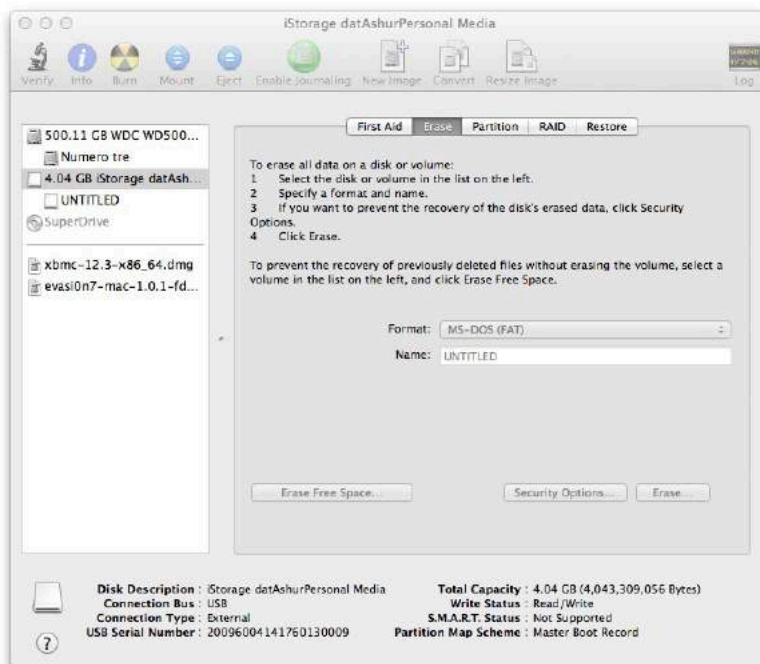 iStorage datAshurPersonal Media
Verify Info Burn Mount Eject Enable Journaling New Image Convert Resize Image Log
500.11 GB WDC WD500...
Numero tre
4.04 GB iStorage datAsh...
UNTITLED
SuperDrive
xbmc-12.3-x86_64.dmg
evasi0n7-mac-1.0.1-fd...
First Aid Erase Partition RAID Restore
To erase all data on a disk or volume:
1 Select the disk or volume in the list on the left.
2 Specify a format and name.
3 If you want to prevent the recovery of the disk's erased data, click Security
Options.
4 Click Erase.
To prevent the recovery of previously deleted files without erasing the volume, select a
volume in the list on the left, and click Erase Free Space.
Format: MS-DOS (FAT)
Name: UNTITLED
Erase Free Space... Security Options... Erase...
Disk Description : iStorage datAshurPersonal Media Total Capacity : 4.04 GB (4,043,309,056 Bytes)
Connection Bus : USB Write Status : Read/Write
Connection Type : External S.M.A.R.T. Status : Not Supported
USB Serial Number : 20096004141760130009 Partition Map Scheme : Master Boot Record
?